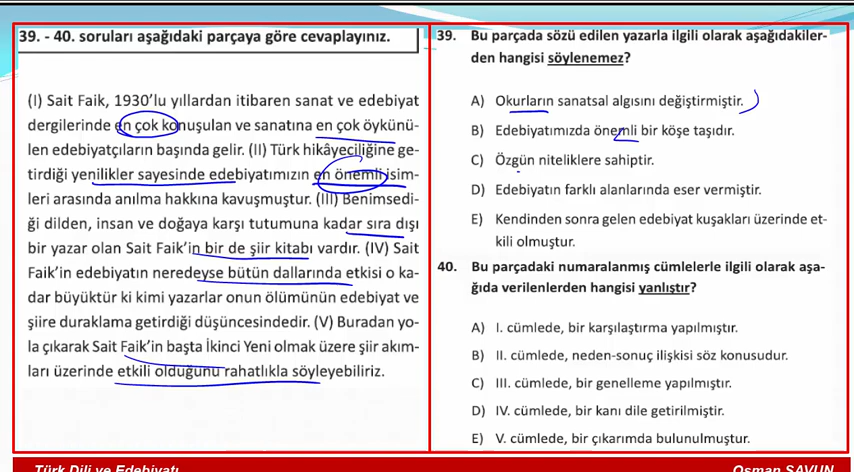 39. - 40. soruları aşağıdaki parçaya göre cevaplayınız.
(I) Sait Faik, 1930’lu yıllardan itibaren sanat ve edebiyat
dergilerinde en çok konuşulan ve sanatına en çok öykünü-
len edebiyatçıların başında gelir. (II) Türk hikâyeciliğine ge-
tirdiği yenilikler sayesinde edebiyatımızın en önemli isim-
leri arasında anılma hakkına kavuşmuştur. (III) Benimsedi-
ği dilden, insan ve doğaya karşı tutumuna kadar sıra dışı
bir yazar olan Sait Faik’in bir de şiir kitabı vardır. (IV) Sait
Faik’in edebiyatın neredeyse bütün dallarında etkisi o ka-
dar büyüktür ki kimi yazarlar onun ölümünün edebiyat ve
şiire duraklama getirdiği düşüncesindedir. (V) Buradan yo-
la çıkarak Sait Faik’in başta İkinci Yeni olmak üzere şiir akım-
ları üzerinde etkili olduğunu rahatlıkla söyleyebiliriz.
39. Bu parçada sözü edilen yazarla ilgili olarak aşağıdakiler-
den hangisi söylenemez?
A) Okurların sanatsal algısını değiştirmiştir.
B) Edebiyatımızda önemli bir köşe taşıdır.
C) Özgün niteliklere sahiptir.
D) Edebiyatın farklı alanlarında eser vermiştir.
E) Kendinden sonra gelen edebiyat kuşakları üzerinde et-
kili olmuştur.
40. Bu parçadaki numaralanmış cümlelerle ilgili olarak aşa-
ğıda verilenlerden hangisi yanlıştır?
A) I. cümlede, bir karşılaştırma yapılmıştır.
B) II. cümlede, neden-sonuç ilişkisi söz konusudur.
C) III. cümlede, bir genelleme yapılmıştır.
D) IV. cümlede, bir kanı dile getirilmiştir.
E) V. cümlede, bir çıkarımda bulunulmuştur.
Türk Dili ve Edebiyatı
Osman SAVUN